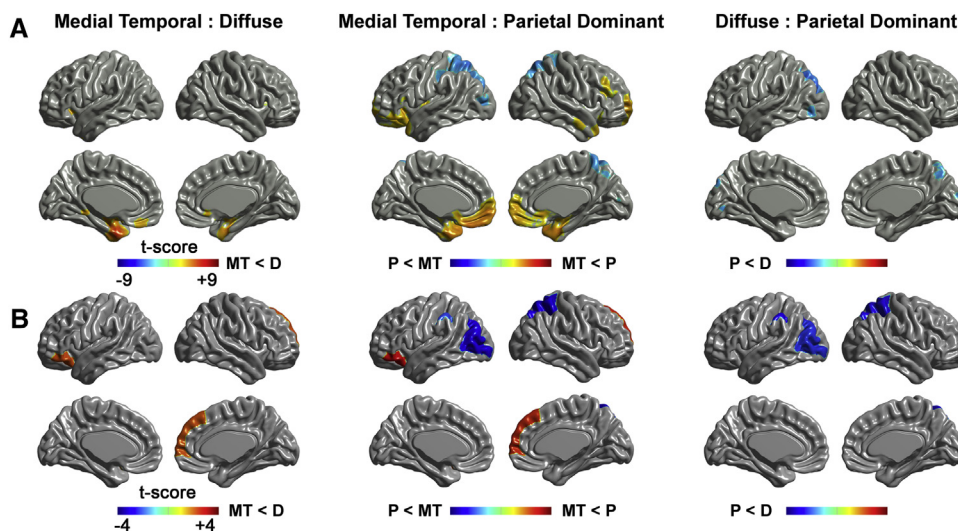 A
Medial Temporal : Diffuse
Medial Temporal : Parietal Dominant
Diffuse : Parietal Dominant
t-score
-9 +9 MT < D
P < MT MT < P
P < D
B
t-score
-4 +4 MT < D
P < MT MT < P
P < D